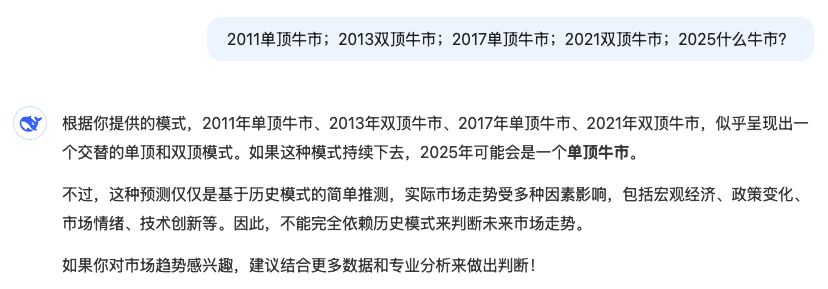 2011单顶牛市；2013双顶牛市；2017单顶牛市；2021双顶牛市；2025什么牛市？
根据你提供的模式，2011年单顶牛市、2013年双顶牛市、2017年单顶牛市、2021年双顶牛市，似乎呈现出一
个交替的单顶和双顶模式。如果这种模式持续下去，2025年可能会是一个单顶牛市。
不过，这种预测仅仅是基于历史模式的简单推测，实际市场走势受多种因素影响，包括宏观经济、政策变化、
市场情绪、技术创新等。因此，不能完全依赖历史模式来判断未来市场走势。
如果你对市场趋势感兴趣，建议结合更多数据和专业分析来做出判断！